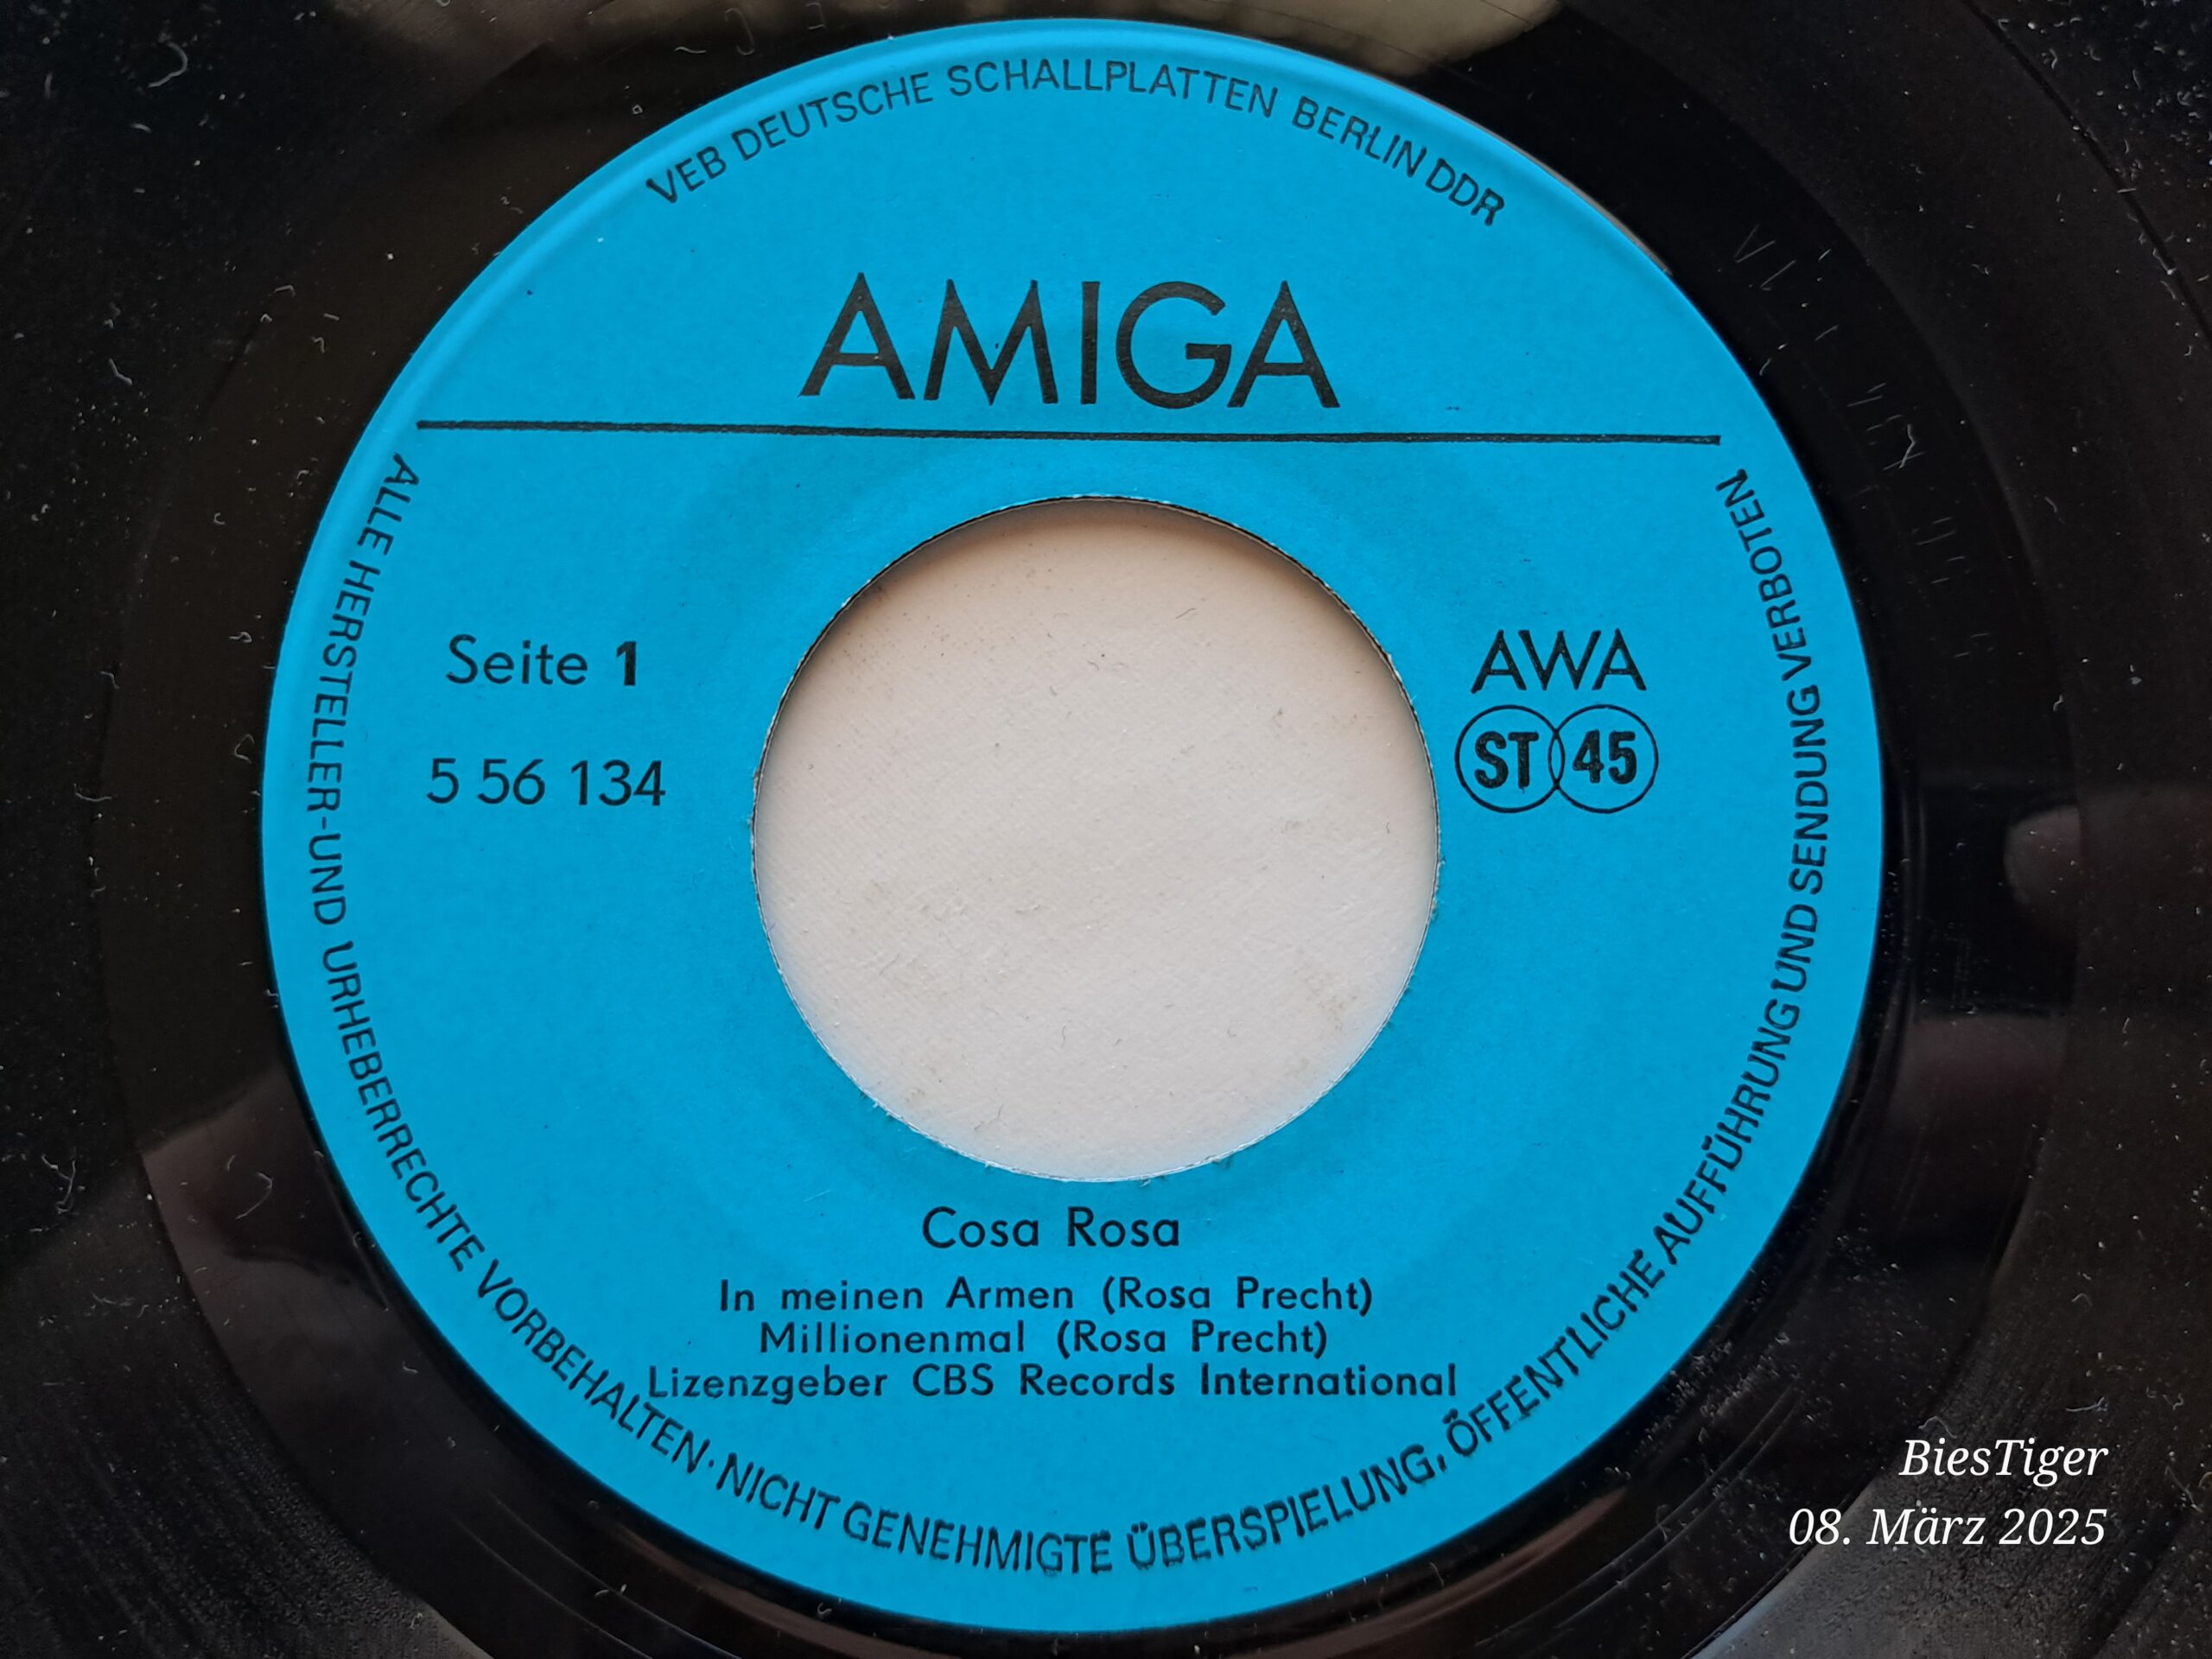 VEB DEUTSCHE SCHALLPLATTEN BERLIN DDR
AMIGA
Seite 1
5 56 134
AWA
ST 45
Cosa Rosa
In meinen Armen (Rosa Precht)
Millionenmal (Rosa Precht)
Lizenzgeber CBS Records International
ALLE HERSTELLER-UND URHEBERRECHTE VORBEHALTEN · NICHT GENEHMIGTE ÜBERSPIELUNG, ÖFFENTLICHE AUFFÜHRUNG UND SENDUNG VERBOTEN
BiesTiger
08. März 2025